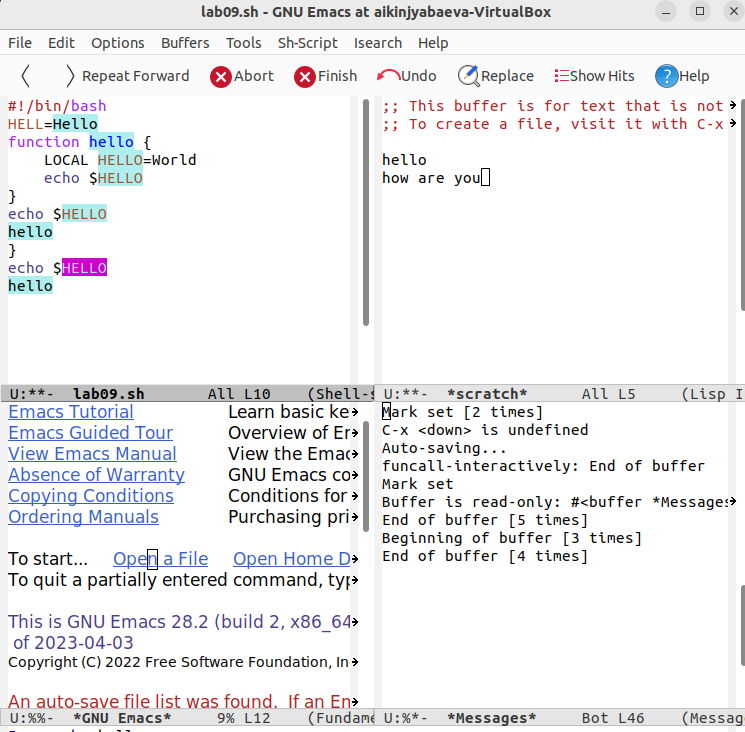 lab09.sh - GNU Emacs at aikinjyabaeva-VirtualBox
File Edit Options Buffers Tools Sh-Script Isearch Help
Repeat Forward Abort Finish Undo Replace Show Hits Help
#!/bin/bash
HELL=Hello
function hello {
    LOCAL HELLO=World
    echo $HELLO
}
echo $HELLO
hello
}
echo $HELLO
hello
U:**-  lab09.sh       All L10    (Shell-s
;; This buffer is for text that is not
;; To create a file, visit it with C-x
hello
how are you
U:**-  *scratch*      All L5     (Lisp I
Emacs Tutorial Learn basic ke
Emacs Guided Tour Overview of Em
View Emacs Manual View the Emac
Absence of Warranty GNU Emacs co
Copying Conditions Conditions for
Ordering Manuals Purchasing pri
To start... Open a File Open Home D
To quit a partially entered command, typ
This is GNU Emacs 28.2 (build 2, x86_64
of 2023-04-03
Copyright (C) 2022 Free Software Foundation, In
An auto-save file list was found. If an En
U:%%-  *GNU Emacs*     9% L12    (Fundame
Mark set [2 times]
C-x <down> is undefined
Auto-saving...
funcall-interactively: End of buffer
Mark set
Buffer is read-only: #<buffer *Messages
End of buffer [5 times]
Beginning of buffer [3 times]
End of buffer [4 times]
U:%*-  *Messages*     Bot L46    (Messag